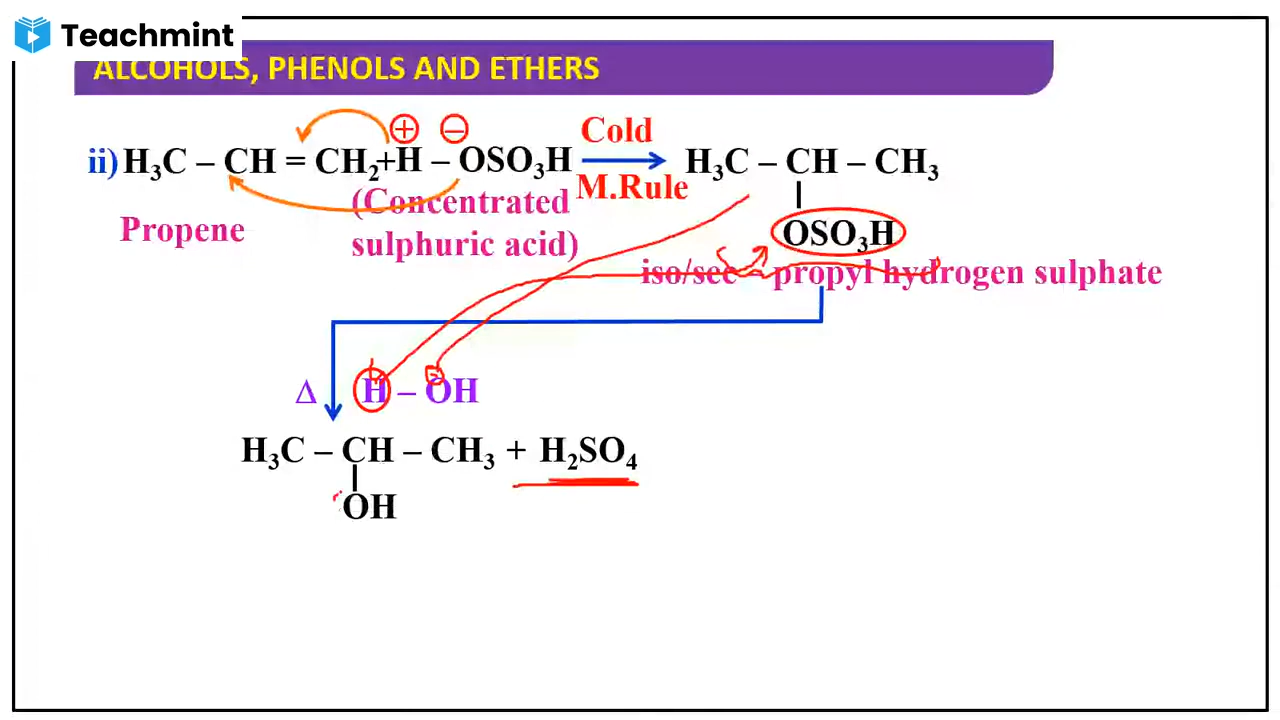 Teachmint
ALCOHOLS, PHENOLS AND ETHERS
ii) H₃C – CH = CH₂ + H – OSO₃H Cold H₃C – CH – CH₃
⊕ ⊖
M.Rule
(Concentrated
sulphuric acid)
Propene
OSO₃H
iso/sec – propyl hydrogen sulphate
Δ H – OH
H₃C – CH – CH₃ + H₂SO₄
OH